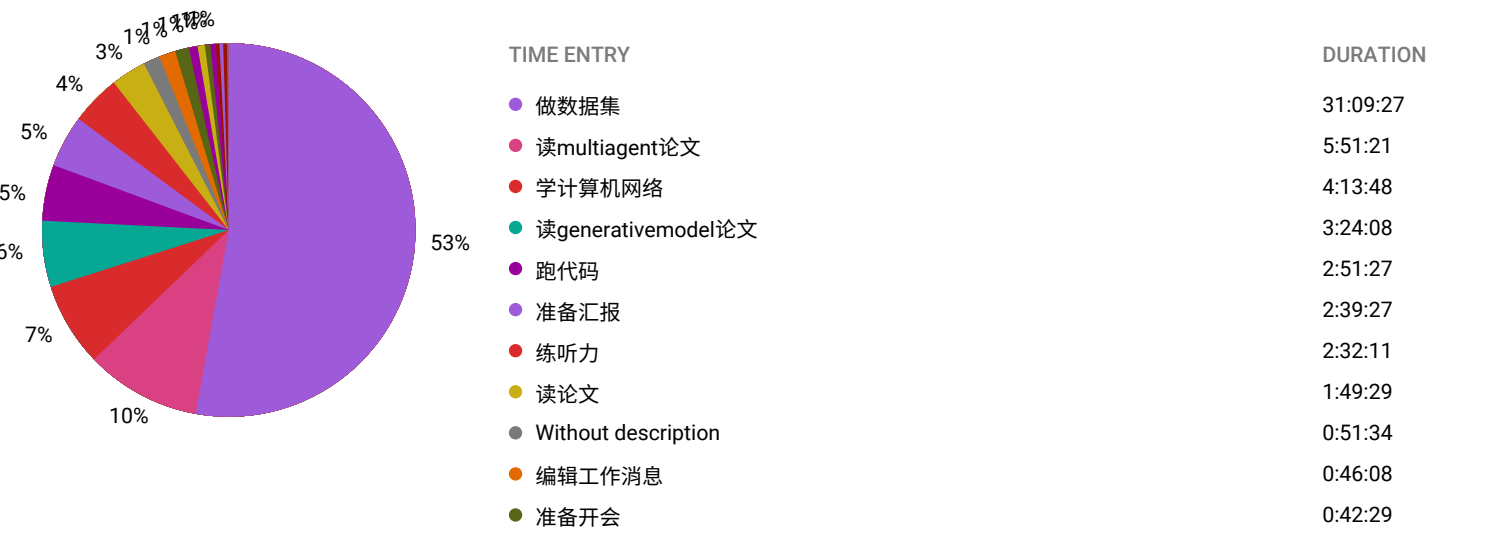 TIME ENTRY DURATION
做数据集 31:09:27
读multiagent论文 5:51:21
学计算机网络 4:13:48
读generativemodel论文 3:24:08
跑代码 2:51:27
准备汇报 2:39:27
练听力 2:32:11
读论文 1:49:29
Without description 0:51:34
编辑工作消息 0:46:08
准备开会 0:42:29
1%
3%
4%
5%
5%
6%
7%
10%
53%